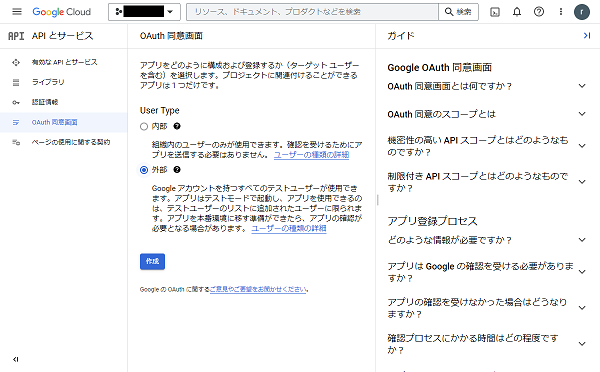 Google Cloud
リソース、ドキュメント、プロダクトなどを検索
検索
r
API API とサービス
有効な API とサービス
ライブラリ
認証情報
OAuth 同意画面
ページの使用に関する契約
OAuth 同意画面
アプリをどのように構成および登録するか（ターゲット ユーザー
を含む）を選択します。プロジェクトに関連付けることができる
アプリは 1 つだけです。
User Type
内部
組織内のユーザーのみが使用できます。確認を受けるためにアプ
リを送信する必要はありません。 ユーザーの種類の詳細
外部
Google アカウントを持つすべてのテストユーザーが使用で
きます。アプリはテストモードで起動し、アプリを使用できるの
は、テストユーザーのリストに追加されたユーザーに限られ
ます。アプリを本番環境に移す準備ができたら、アプリの確認が
必要となる場合があります。 ユーザーの種類の詳細
作成
Google の OAuth に関するご意見やご要望をお聞かせください。
ガイド
Google OAuth 同意画面
OAuth 同意画面とは何ですか？
OAuth 同意のスコープとは
機密性の高い API スコープとはどのようなも
のですか？
制限付き API スコープとはどのようなもので
すか？
アプリ登録プロセス
どのような情報が必要ですか？
アプリは Google の確認を受ける必要がありま
すか？
アプリの確認を受けなかった場合はどうなり
ますか？
確認プロセスにかかる時間はどの程度です
か？